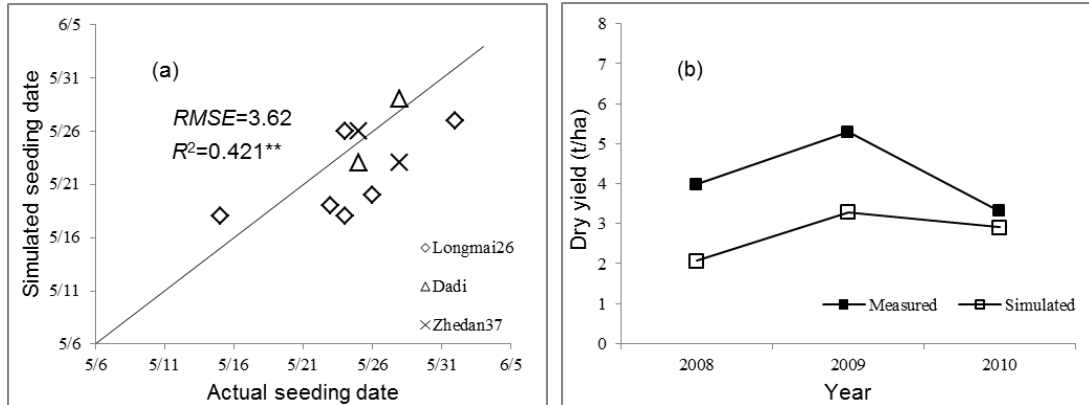 6/5
5/31
5/26
5/21
5/16
5/11
5/6
Simulated seeding date
(a)
RMSE=3.62
R²=0.421**
Longmai26
Dadi
Zhedan37
5/6 5/11 5/16 5/21 5/26 5/31 6/5
Actual seeding date
8
7
6
5
4
3
2
1
0
Dry yield (t/ha)
(b)
Measured Simulated
2008 2009 2010
Year